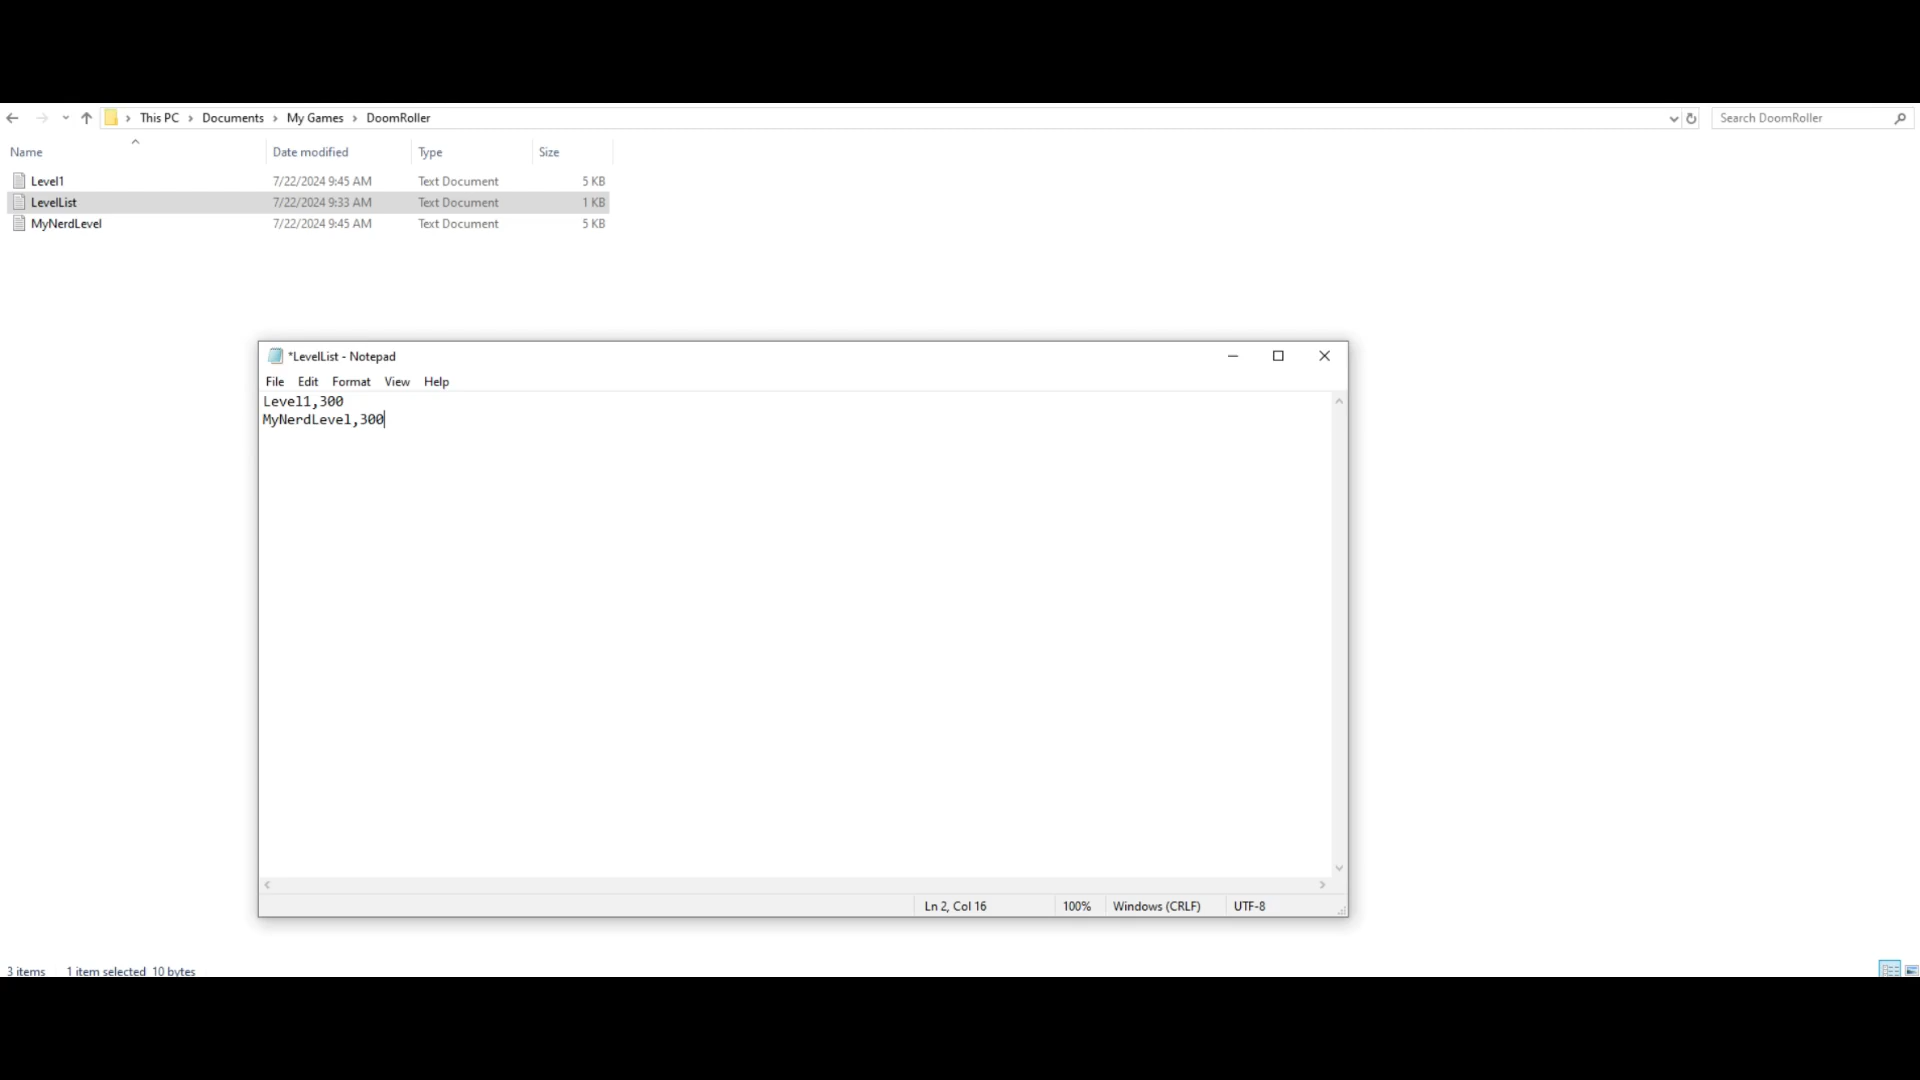 This PC > Documents > My Games > DoomRoller
Search DoomRoller
Name Date modified Type Size
Level1 7/22/2024 9:45 AM Text Document 5 KB
LevelList 7/22/2024 9:33 AM Text Document 1 KB
MyNerdLevel 7/22/2024 9:45 AM Text Document 5 KB
*LevelList - Notepad
File Edit Format View Help
Level1,300
MyNerdLevel,300
Ln 2, Col 16 100% Windows (CRLF) UTF-8
3 items 1 item selected 10 bytes